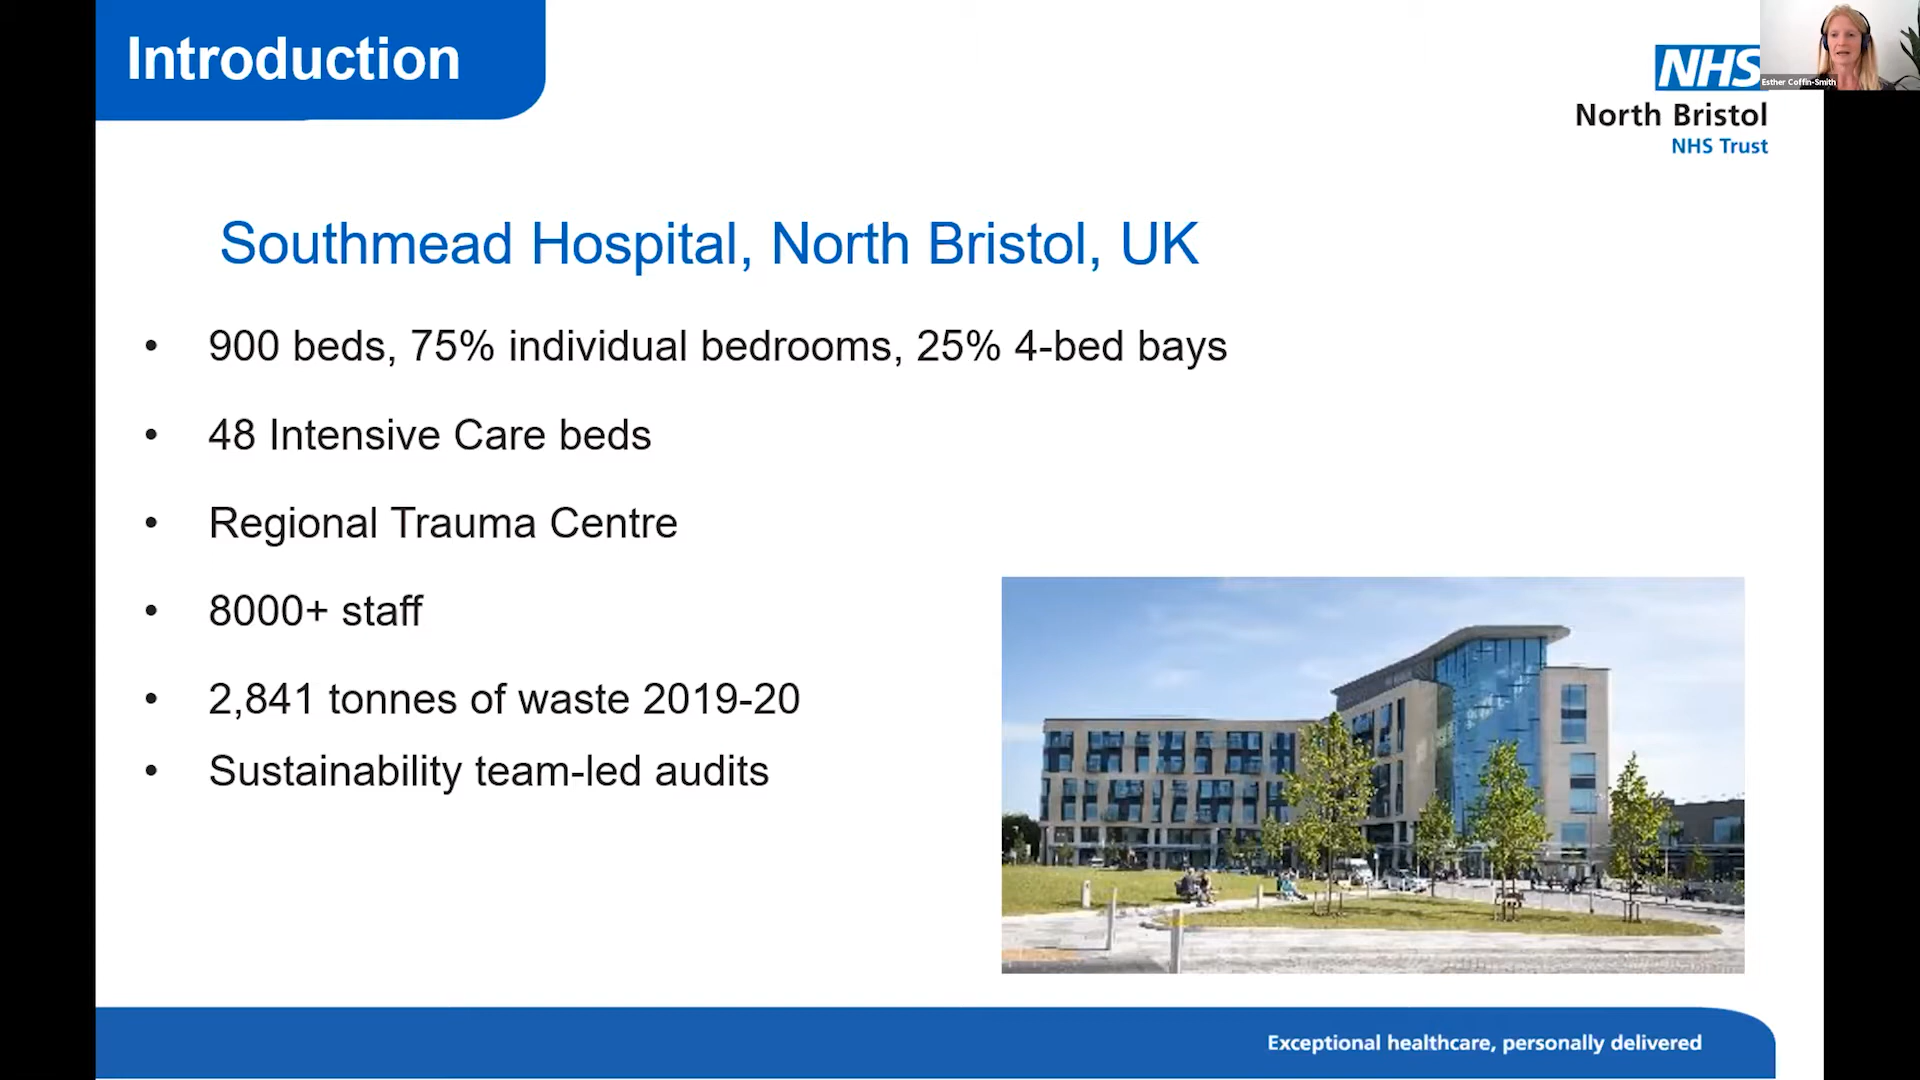 Introduction
NHS
Esther Coffin-Smith
North Bristol
NHS Trust
Southmead Hospital, North Bristol, UK
• 900 beds, 75% individual bedrooms, 25% 4-bed bays
• 48 Intensive Care beds
• Regional Trauma Centre
• 8000+ staff
• 2,841 tonnes of waste 2019-20
• Sustainability team-led audits
Exceptional healthcare, personally delivered